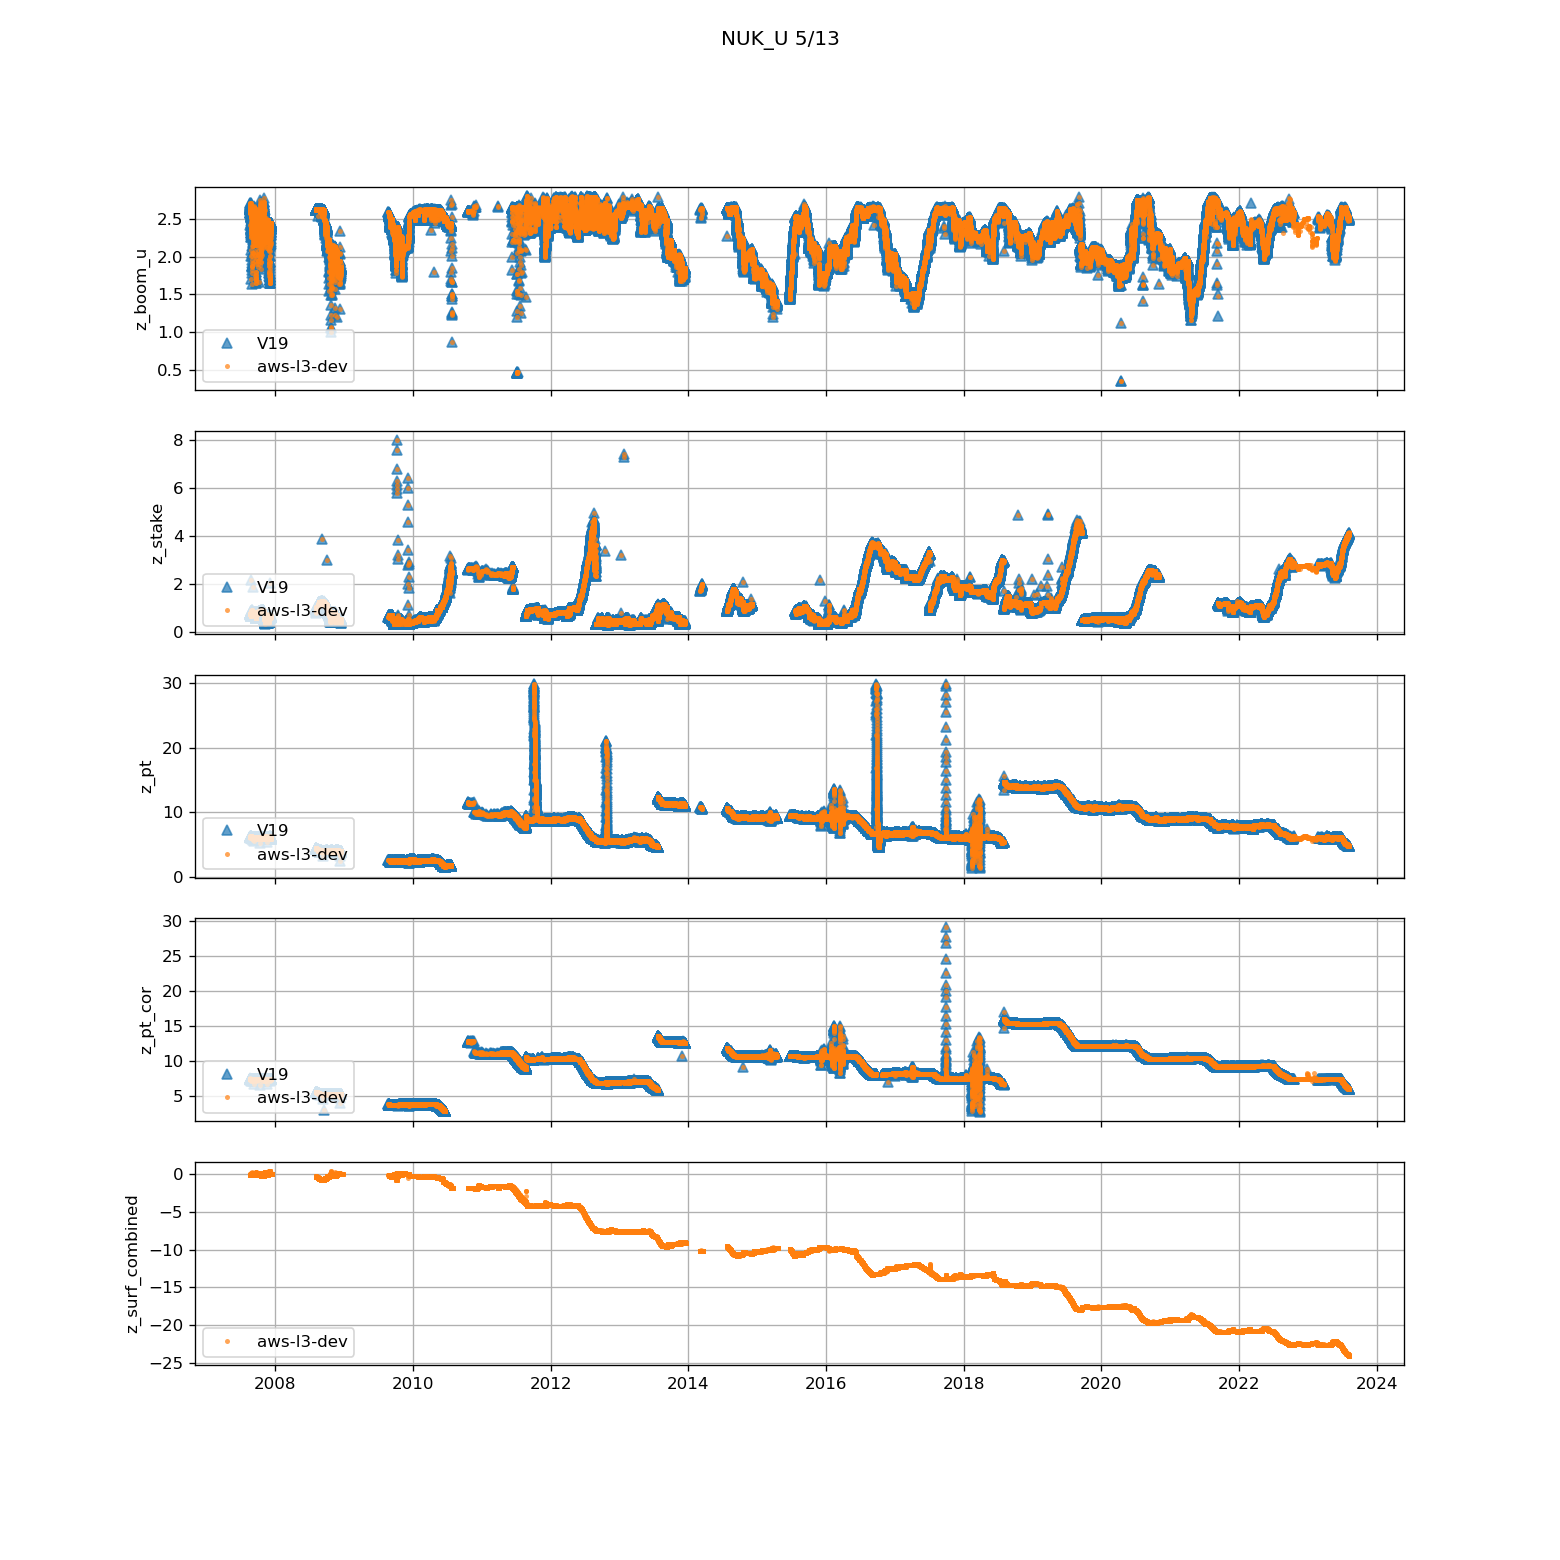 NUK_U 5/13
z_boom_u
2.5
2.0
1.5
1.0
0.5
V19
aws-l3-dev
z_stake
8
6
4
2
0
V19
aws-l3-dev
z_pt
30
20
10
0
V19
aws-l3-dev
z_pt_cor
30
25
20
15
10
5
V19
aws-l3-dev
z_surf_combined
0
−5
−10
−15
−20
−25
aws-l3-dev
2008 2010 2012 2014 2016 2018 2020 2022 2024